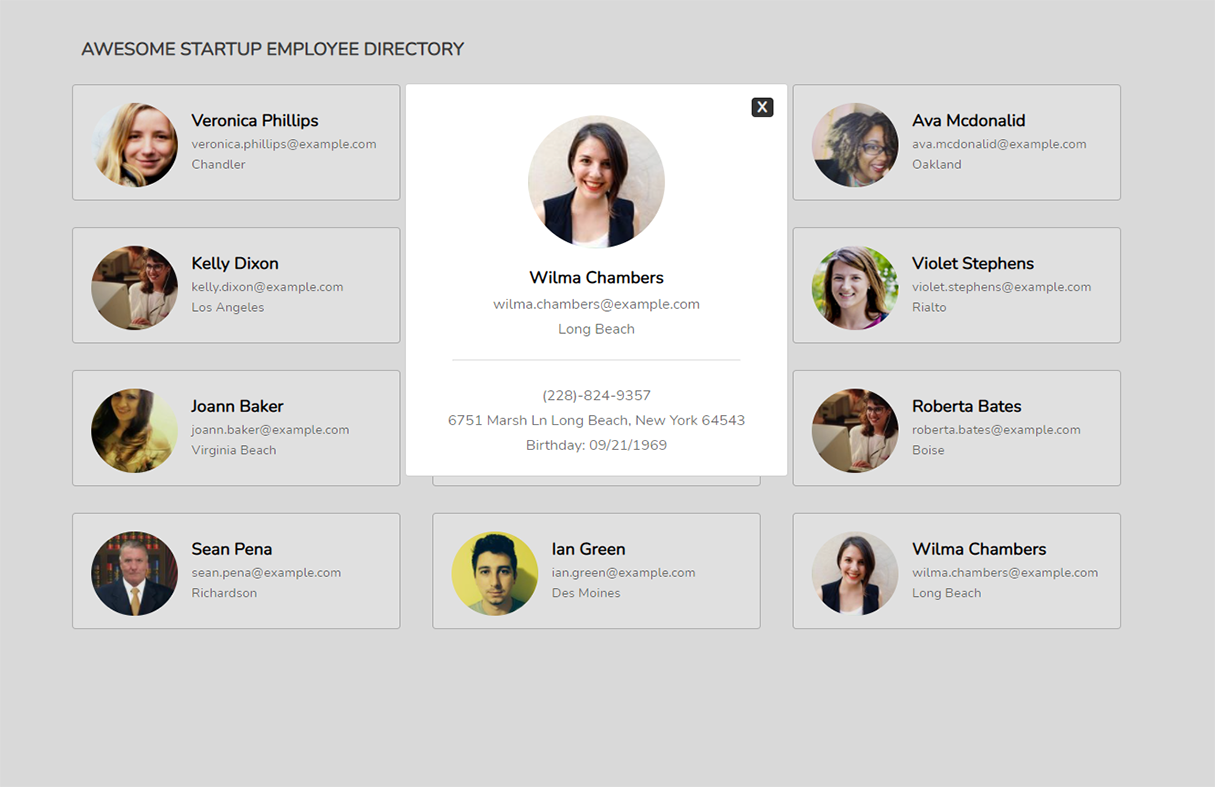 AWESOME STARTUP EMPLOYEE DIRECTORY
Veronica Phillips
veronica.phillips@example.com
Chandler
X
Wilma Chambers
wilma.chambers@example.com
Long Beach
(228)-824-9357
6751 Marsh Ln Long Beach, New York 64543
Birthday: 09/21/1969
Ava Mcdonalid
ava.mcdonalid@example.com
Oakland
Kelly Dixon
kelly.dixon@example.com
Los Angeles
Violet Stephens
violet.stephens@example.com
Rialto
Joann Baker
joann.baker@example.com
Virginia Beach
Roberta Bates
roberta.bates@example.com
Boise
Sean Pena
sean.pena@example.com
Richardson
Ian Green
ian.green@example.com
Des Moines
Wilma Chambers
wilma.chambers@example.com
Long Beach